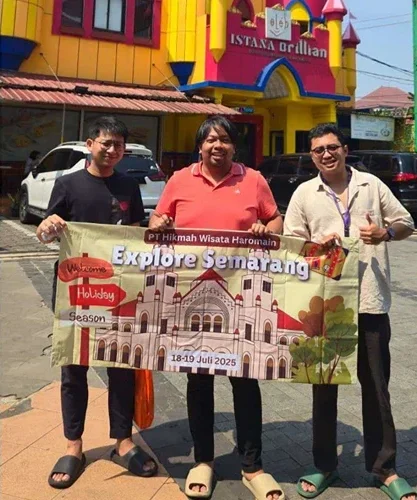 ISTANA Brillian
PT Hikmah Wisata Haromain
Explore Semarang
Welcome
Holiday
Season
18-19 Juli 2025